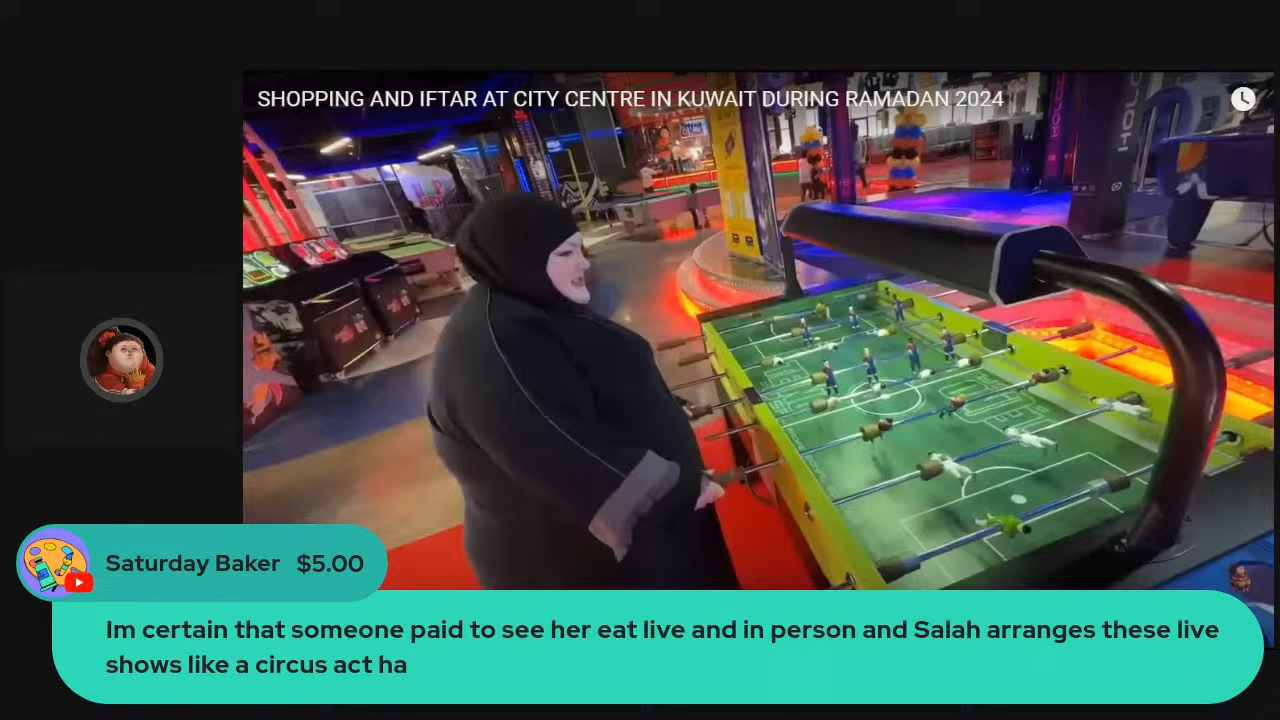 SHOPPING AND IFTAR AT CITY CENTRE IN KUWAIT DURING RAMADAN 2024
Saturday Baker $5.00
Im certain that someone paid to see her eat live and in person and Salah arranges these live
shows like a circus act ha